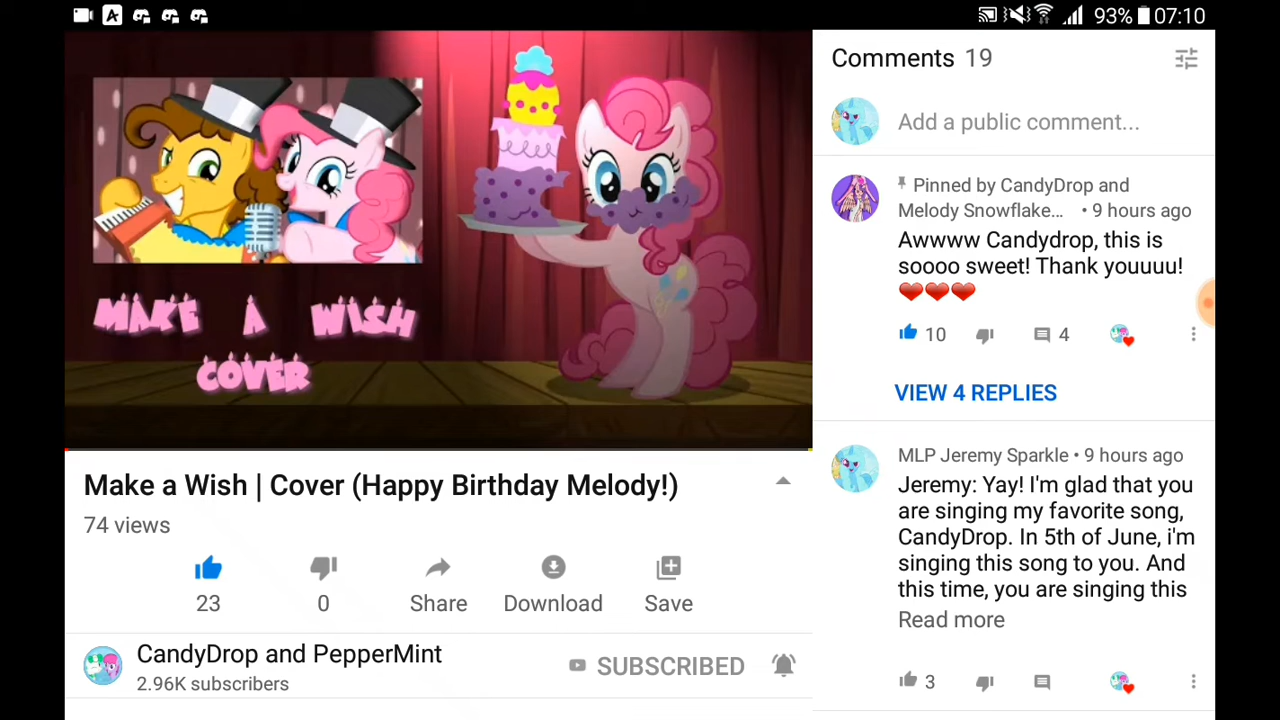 93% 07:10
MAKE A WISH
COVER
Make a Wish | Cover (Happy Birthday Melody!)
74 views
23
0
Share
Download
Save
CandyDrop and PepperMint
2.96K subscribers
SUBSCRIBED
Comments 19
Add a public comment...
Pinned by CandyDrop and
Melody Snowflake... • 9 hours ago
Awwww Candydrop, this is
soooo sweet! Thank youuuu!
❤️❤️❤️
10
4
VIEW 4 REPLIES
MLP Jeremy Sparkle • 9 hours ago
Jeremy: Yay! I'm glad that you
are singing my favorite song,
CandyDrop. In 5th of June, i'm
singing this song to you. And
this time, you are singing this
Read more
3